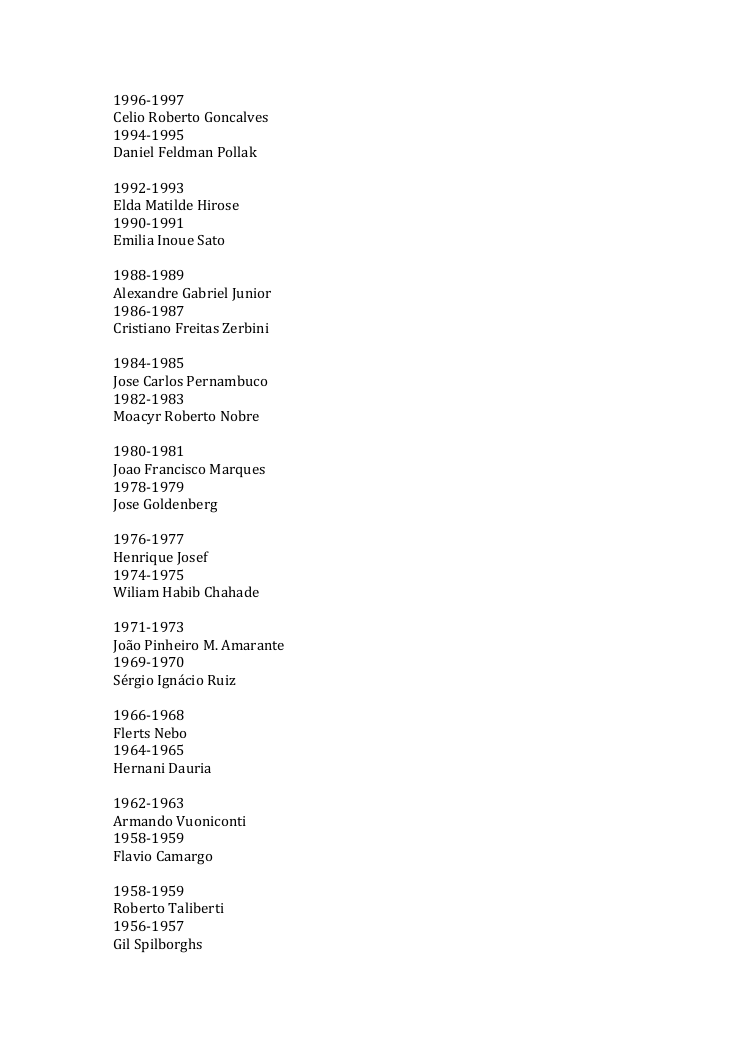 1996-1997
Celio Roberto Goncalves
1994-1995
Daniel Feldman Pollak
1992-1993
Elda Matilde Hirose
1990-1991
Emilia Inoue Sato
1988-1989
Alexandre Gabriel Junior
1986-1987
Cristiano Freitas Zerbini
1984-1985
Jose Carlos Pernambuco
1982-1983
Moacyr Roberto Nobre
1980-1981
Joao Francisco Marques
1978-1979
Jose Goldenberg
1976-1977
Henrique Josef
1974-1975
Wiliam Habib Chahade
1971-1973
João Pinheiro M. Amarante
1969-1970
Sérgio Ignácio Ruiz
1966-1968
Flerts Nebo
1964-1965
Hernani Dauria
1962-1963
Armando Vuoniconti
1958-1959
Flavio Camargo
1958-1959
Roberto Taliberti
1956-1957
Gil Spilborghs